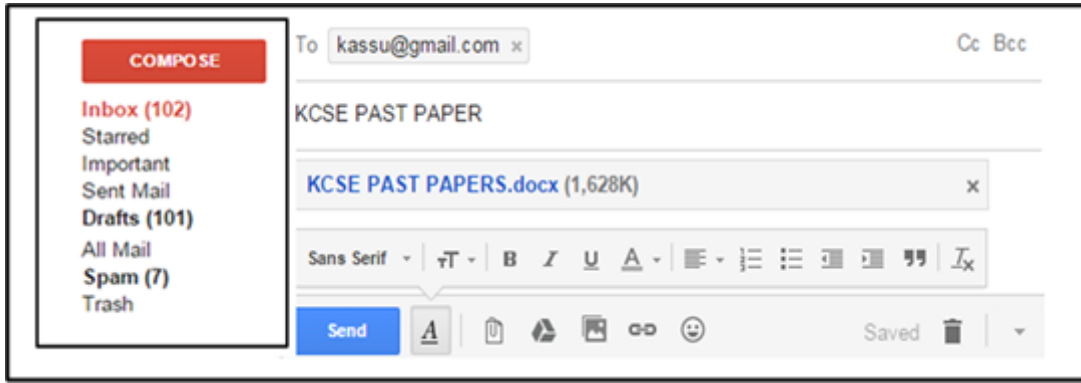 COMPOSE
Inbox (102)
Starred
Important
Sent Mail
Drafts (101)
All Mail
Spam (7)
Trash
To kassu@gmail.com × Cc Bcc
KCSE PAST PAPER
KCSE PAST PAPERS.docx (1,628K) ×
Sans Serif
Send Saved